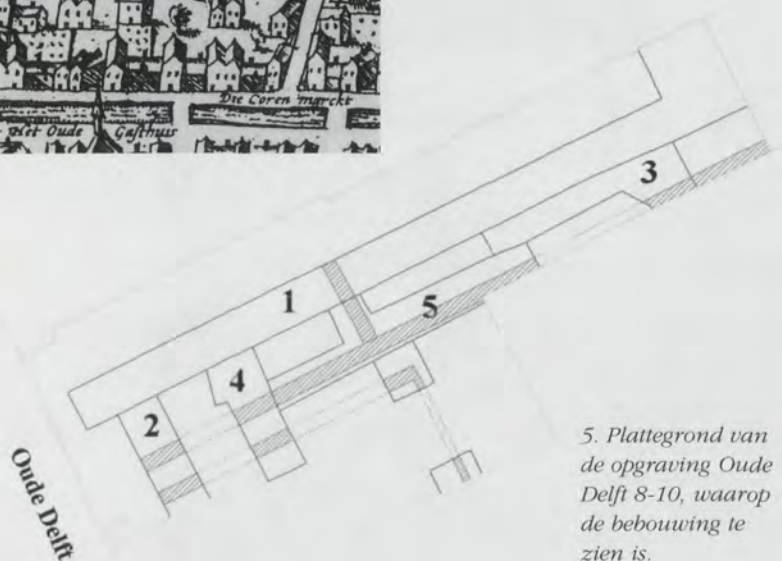 Die Coren marckt
Het Oude Gasthuis
1
2
3
4
5
Oude Delft
5. Plattegrond van
de opgraving Oude
Delft 8-10, waarop
de bebouwing te
zien is.